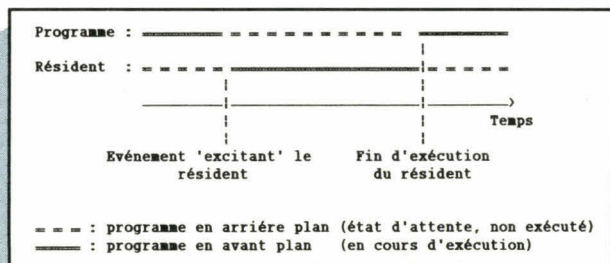 Programme :
Résident :
Temps
Evénement 'excitant' le
résident
Fin d'exécution
du résident
: programme en arriére plan (état d'attente, non exécuté)
: programme en avant plan (en cours d'exécution)